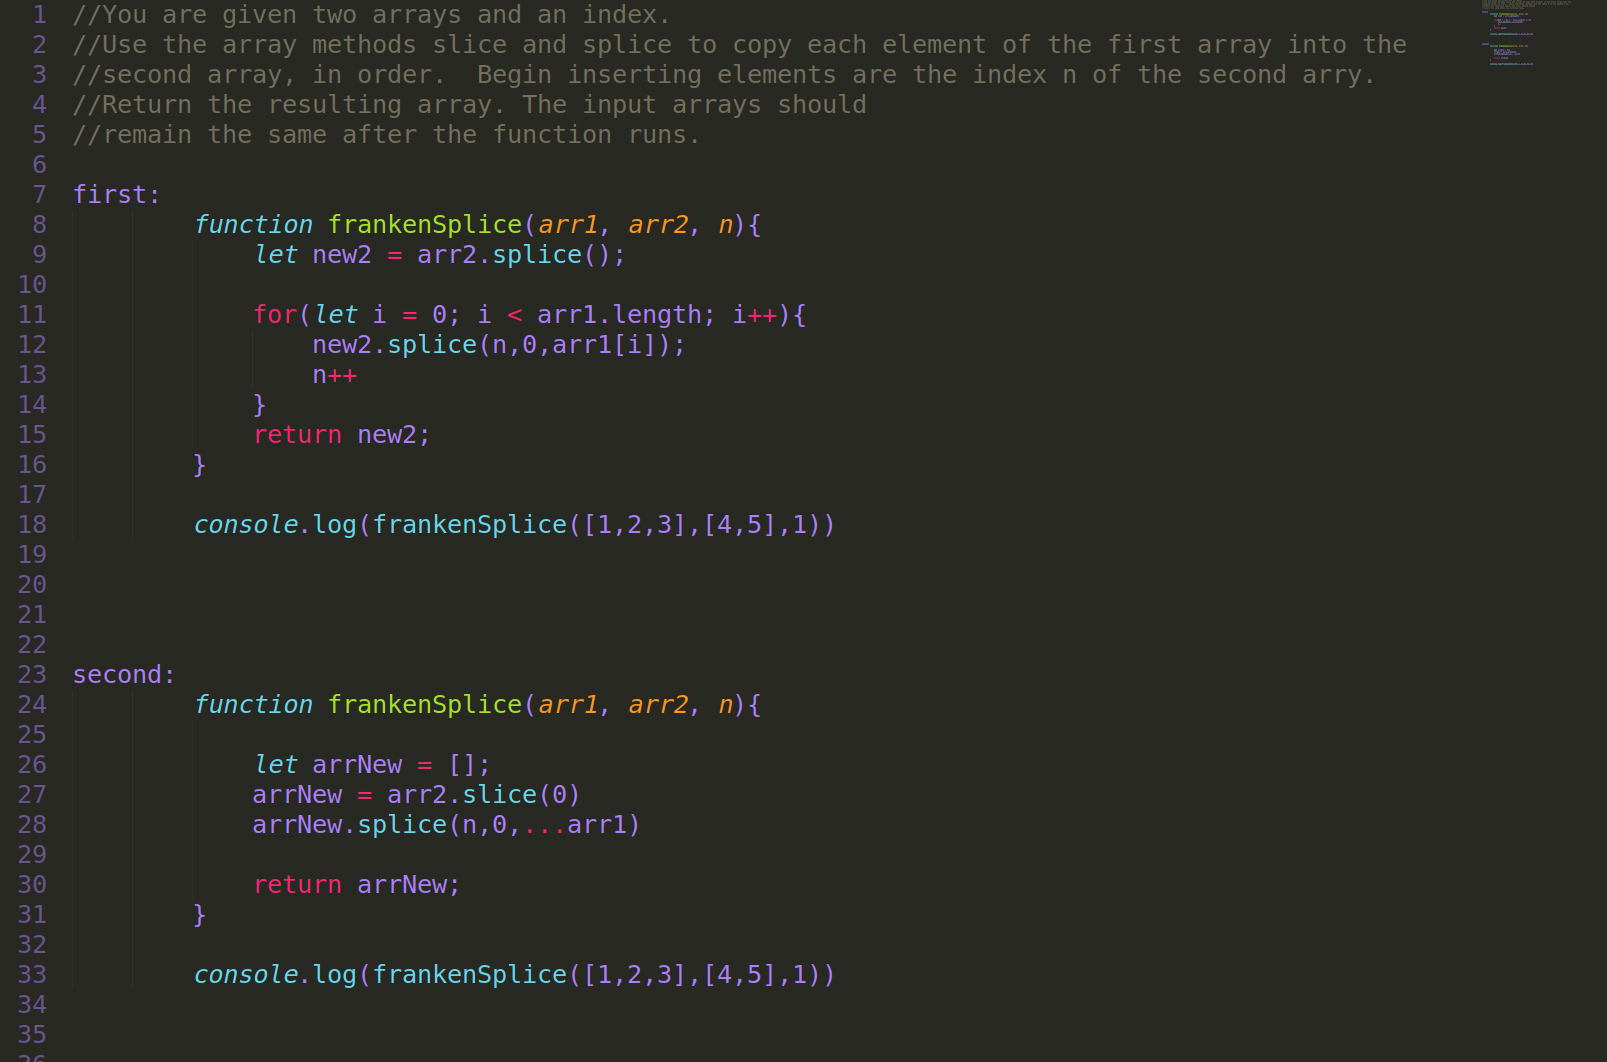 1 //You are given two arrays and an index.
2 //Use the array methods slice and splice to copy each element of the first array into the
3 //second array, in order.  Begin inserting elements are the index n of the second arry.
4 //Return the resulting array. The input arrays should
5 //remain the same after the function runs.
6
7 first:
8         function frankenSplice(arr1, arr2, n){
9             let new2 = arr2.splice();
10
11             for(let i = 0; i < arr1.length; i++){
12                 new2.splice(n,0,arr1[i]);
13                 n++
14             }
15             return new2;
16         }
17
18         console.log(frankenSplice([1,2,3],[4,5],1))
19
20
21
22
23 second:
24         function frankenSplice(arr1, arr2, n){
25
26             let arrNew = [];
27             arrNew = arr2.slice(0)
28             arrNew.splice(n,0,...arr1)
29
30             return arrNew;
31         }
32
33         console.log(frankenSplice([1,2,3],[4,5],1))
34
35
36